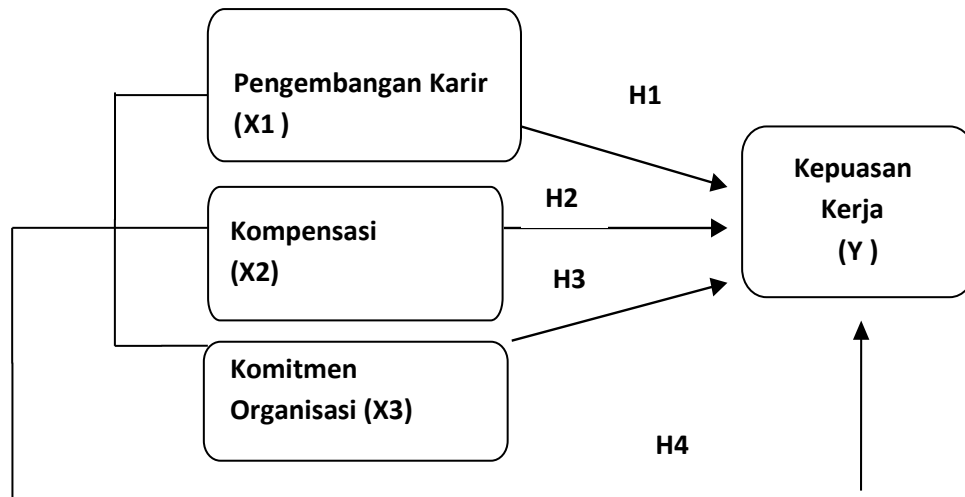 Pengembangan Karir
(X1 )
H1
Kepuasan
Kerja
(Y )
H2
Kompensasi
(X2)
H3
Komitmen
Organisasi (X3)
H4